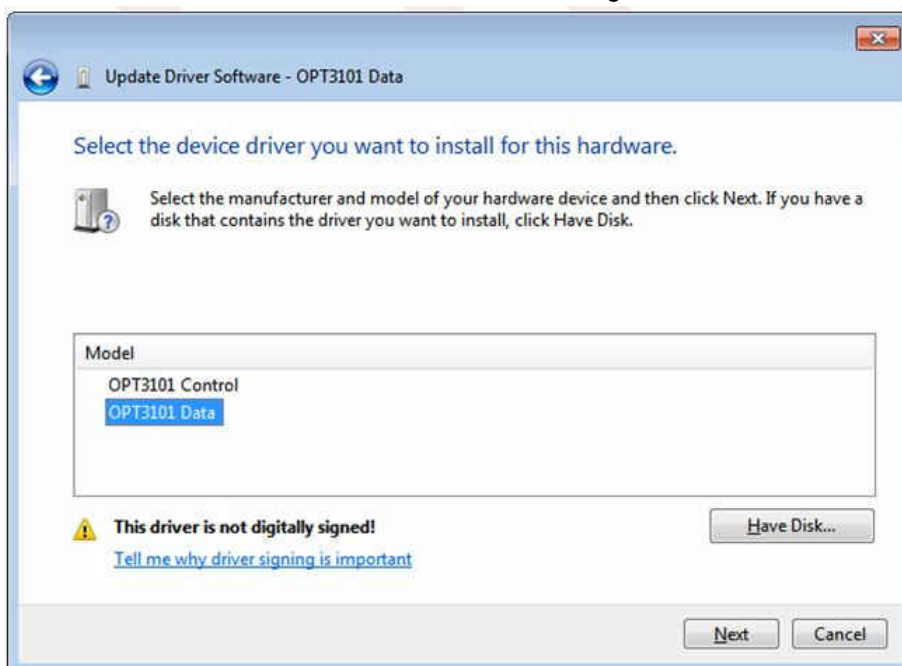 Update Driver Software - OPT3101 Data
Select the device driver you want to install for this hardware.
Select the manufacturer and model of your hardware device and then click Next. If you have a
disk that contains the driver you want to install, click Have Disk.
Model
OPT3101 Control
OPT3101 Data
This driver is not digitally signed!
Have Disk...
Tell me why driver signing is important
Next
Cancel